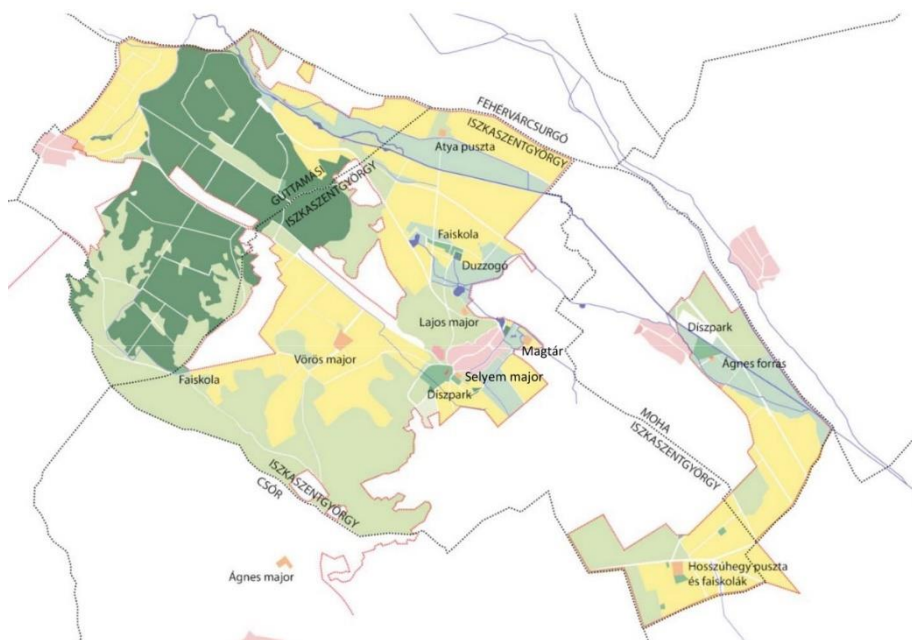 FEHÉRVÁRCSURGÓ
ISZKASZENTGYÖRGY
Atya puszta
GUTTAMÁSI
ISZKASZENTGYÖRGY
Faiskola
Duzzogó
Lajos major
Díszpark
Ágnes forrás
Vörös major
Magtár
Selyem major
Faiskola
Díszpark
MOHA
ISZKASZENTGYÖRGY
ISZKASZENTGYÖRGY
CSÓR
Ágnes major
Hosszúhegy puszta
és faiskolák